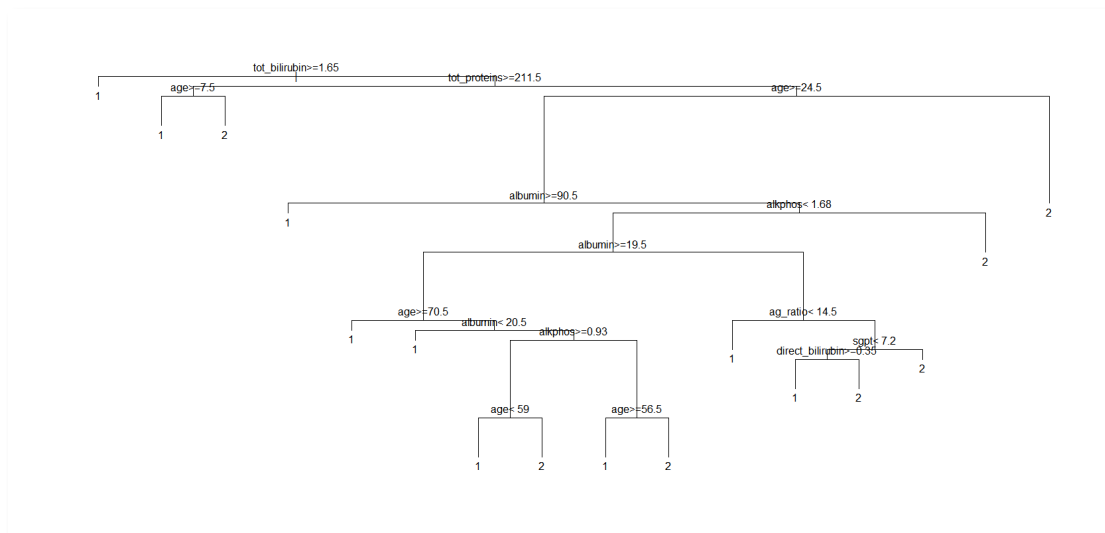 tot_bilirubin>=1.65
tot_proteins>=211.5
age>=7.5
age>=24.5
1
1
2
albumin>=90.5
alkphos< 1.68
1
2
albumin>=19.5
2
age>=70.5
ag_ratio< 14.5
albumin< 20.5
alkphos>=0.93
1
1
sgpt< 7.2
direct_bilirubin>=0.35
1
2
1
2
age< 59
age>=56.5
1
2
1
2